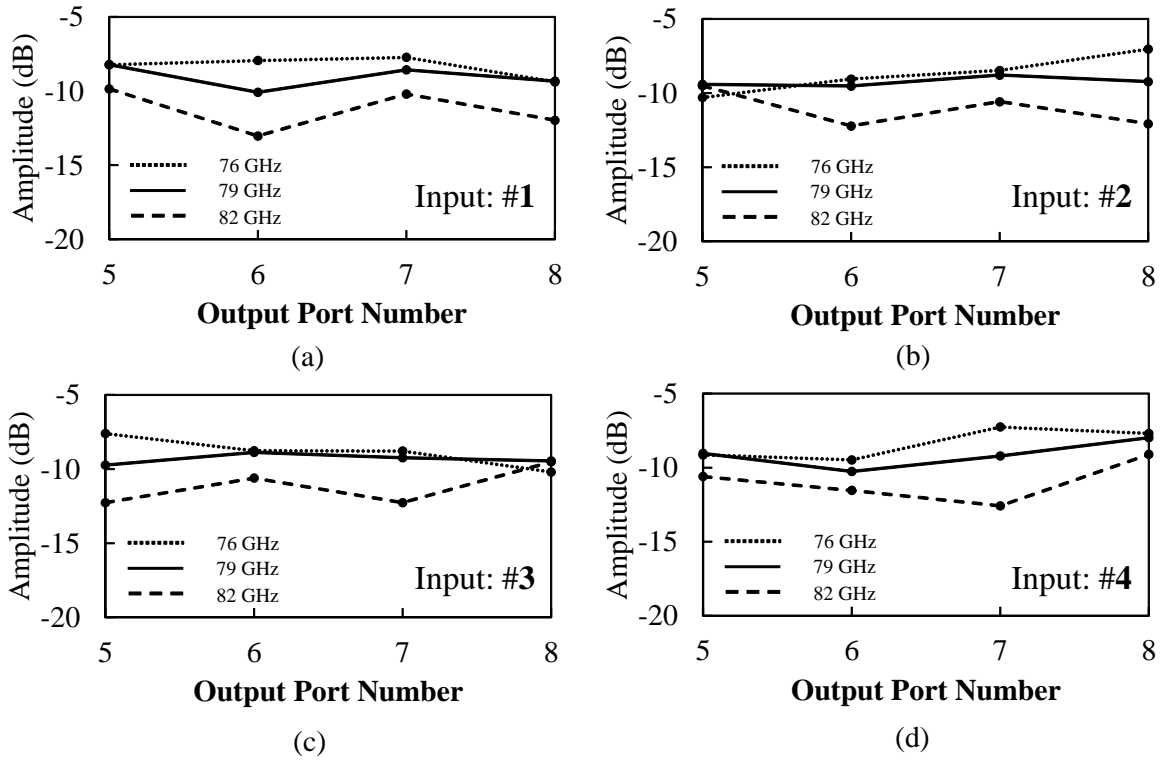 -5
-10
-15
-20
Amplitude (dB)
76 GHz
79 GHz
82 GHz
Input: #1
5 6 7 8
Output Port Number
(a)
-5
-10
-15
-20
Amplitude (dB)
76 GHz
79 GHz
82 GHz
Input: #2
5 6 7 8
Output Port Number
(b)
-5
-10
-15
-20
Amplitude (dB)
76 GHz
79 GHz
82 GHz
Input: #3
5 6 7 8
Output Port Number
(c)
-5
-10
-15
-20
Amplitude (dB)
76 GHz
79 GHz
82 GHz
Input: #4
5 6 7 8
Output Port Number
(d)